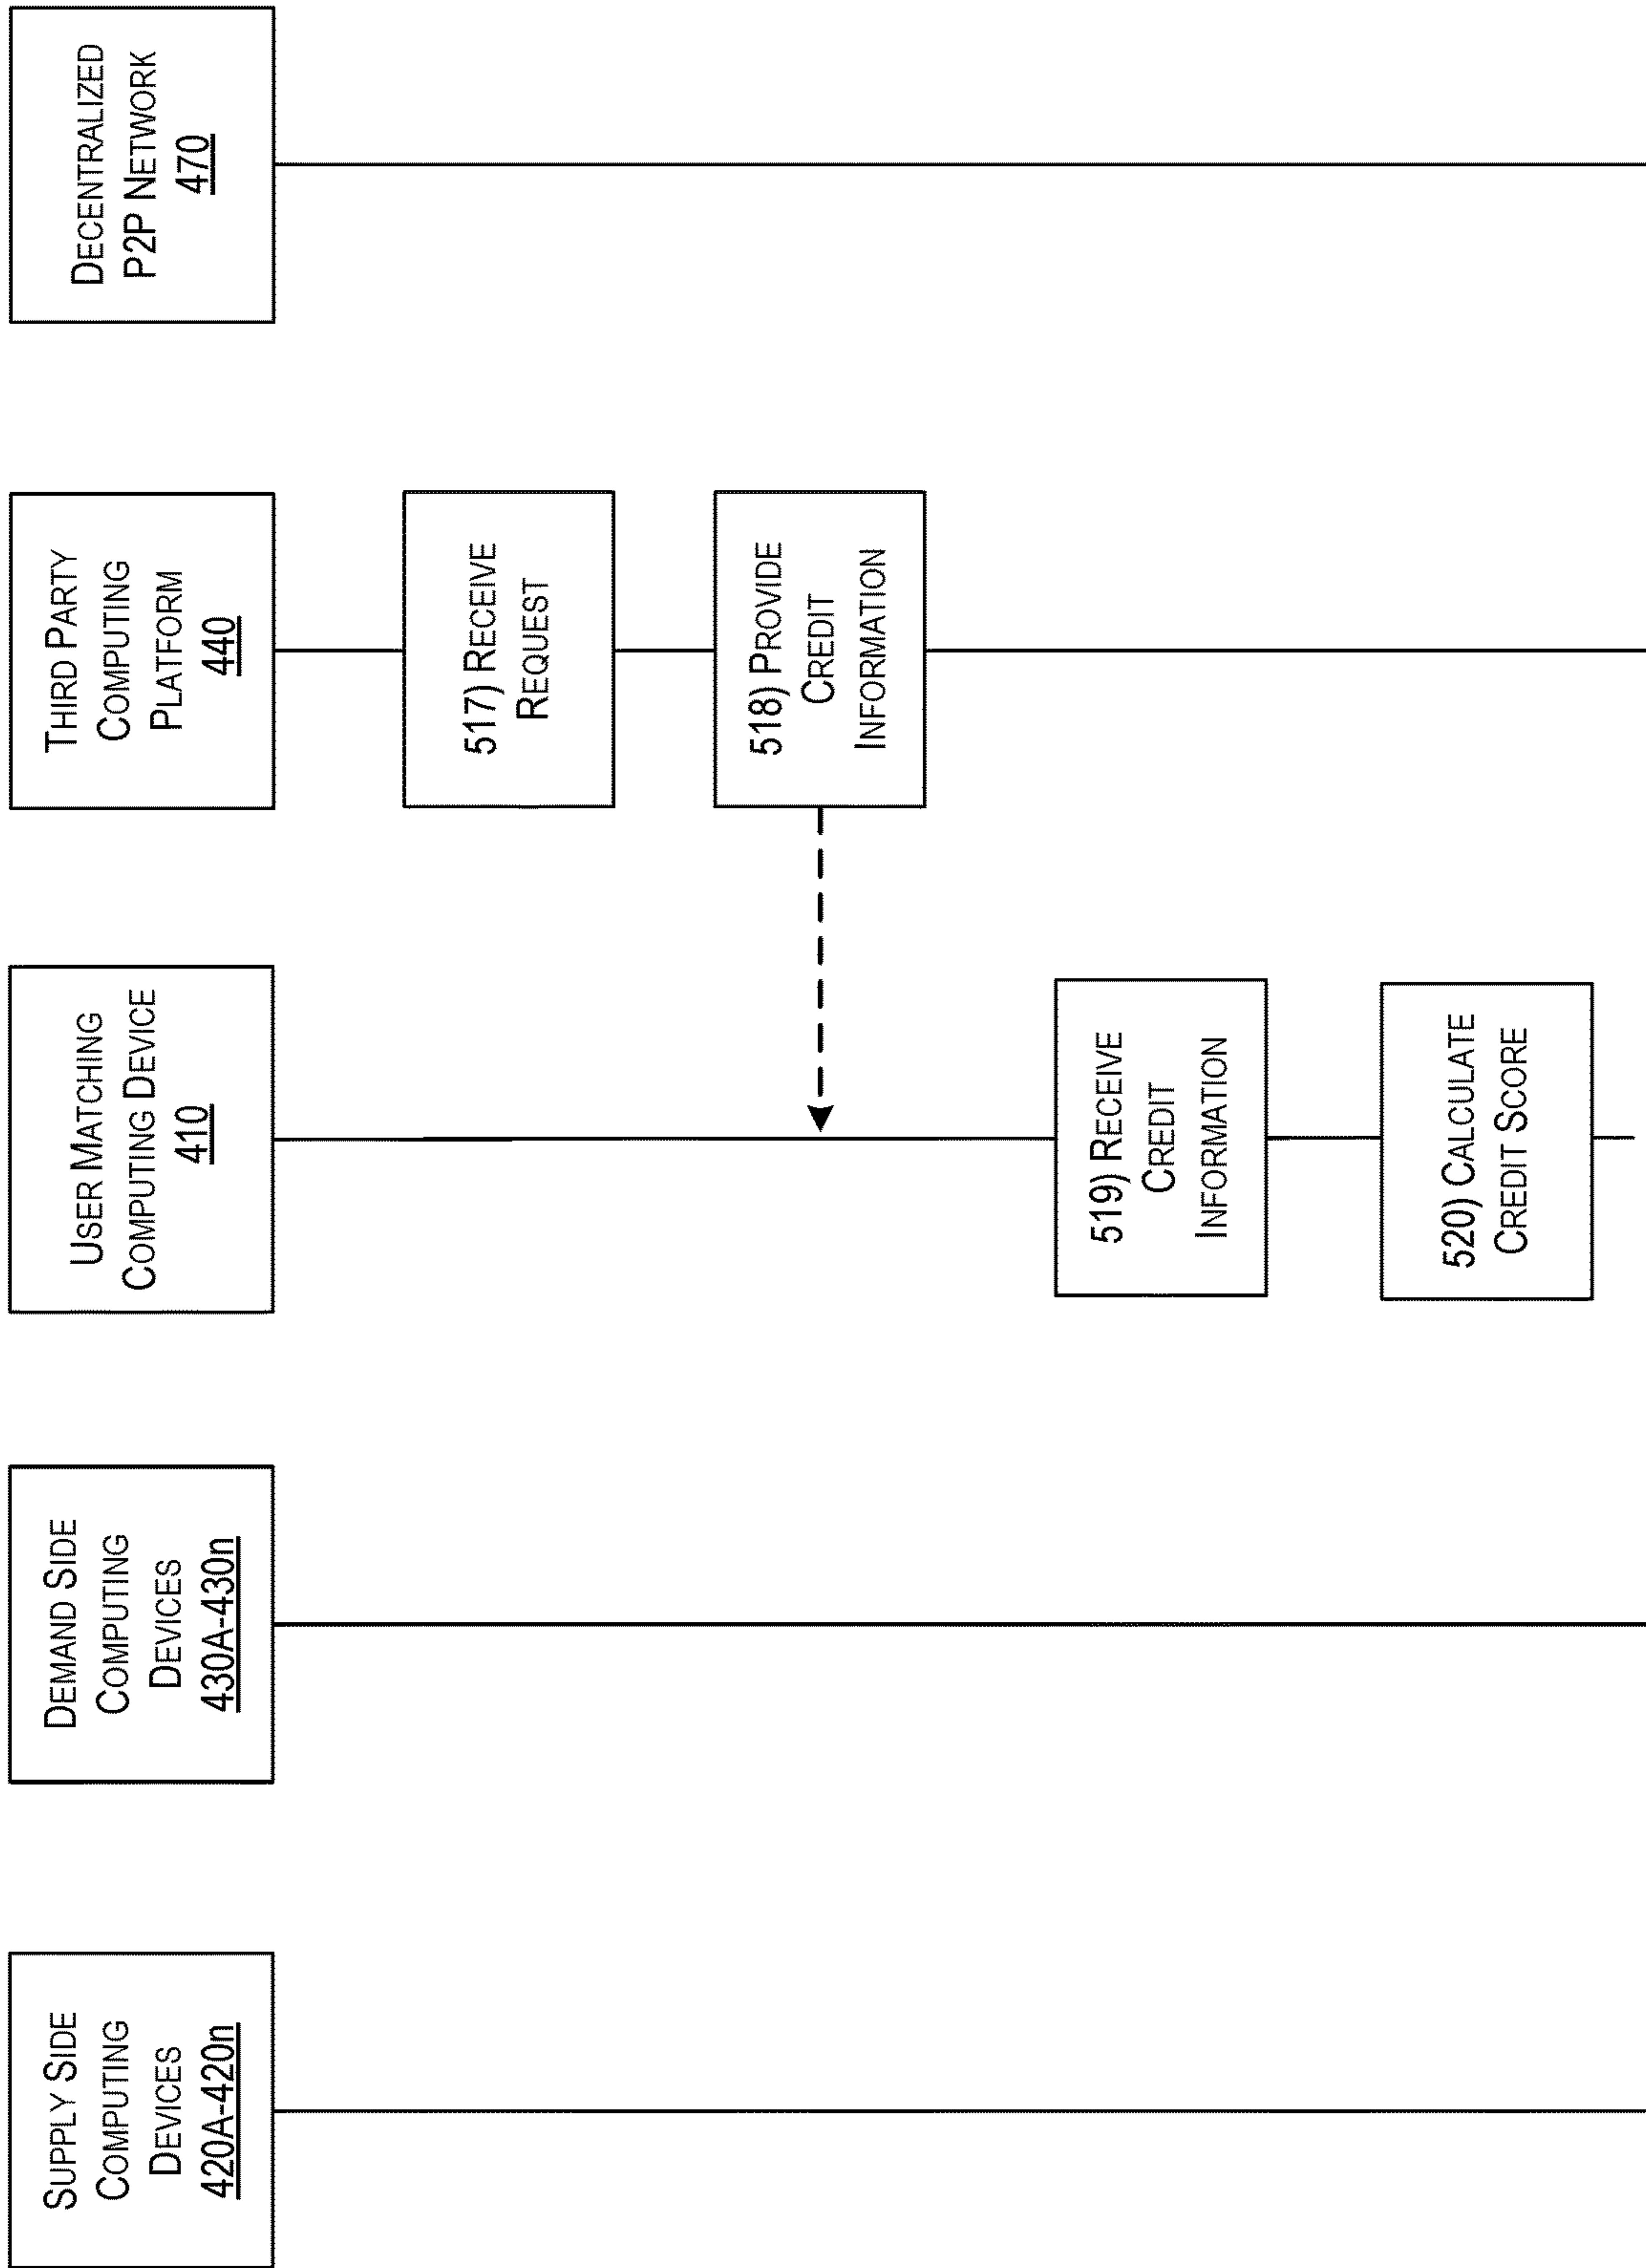 SUPPLY SIDE
COMPUTING
DEVICES
420A-420n
DEMAND SIDE
COMPUTING
DEVICES
430A-430n
USER MATCHING
COMPUTING DEVICE
410
THIRD PARTY
COMPUTING
PLATFORM
440
DECENTRALIZED
P2P NETWORK
470
517) RECEIVE
REQUEST
518) PROVIDE
CREDIT
INFORMATION
519) RECEIVE
CREDIT
INFORMATION
520) CALCULATE
CREDIT SCORE